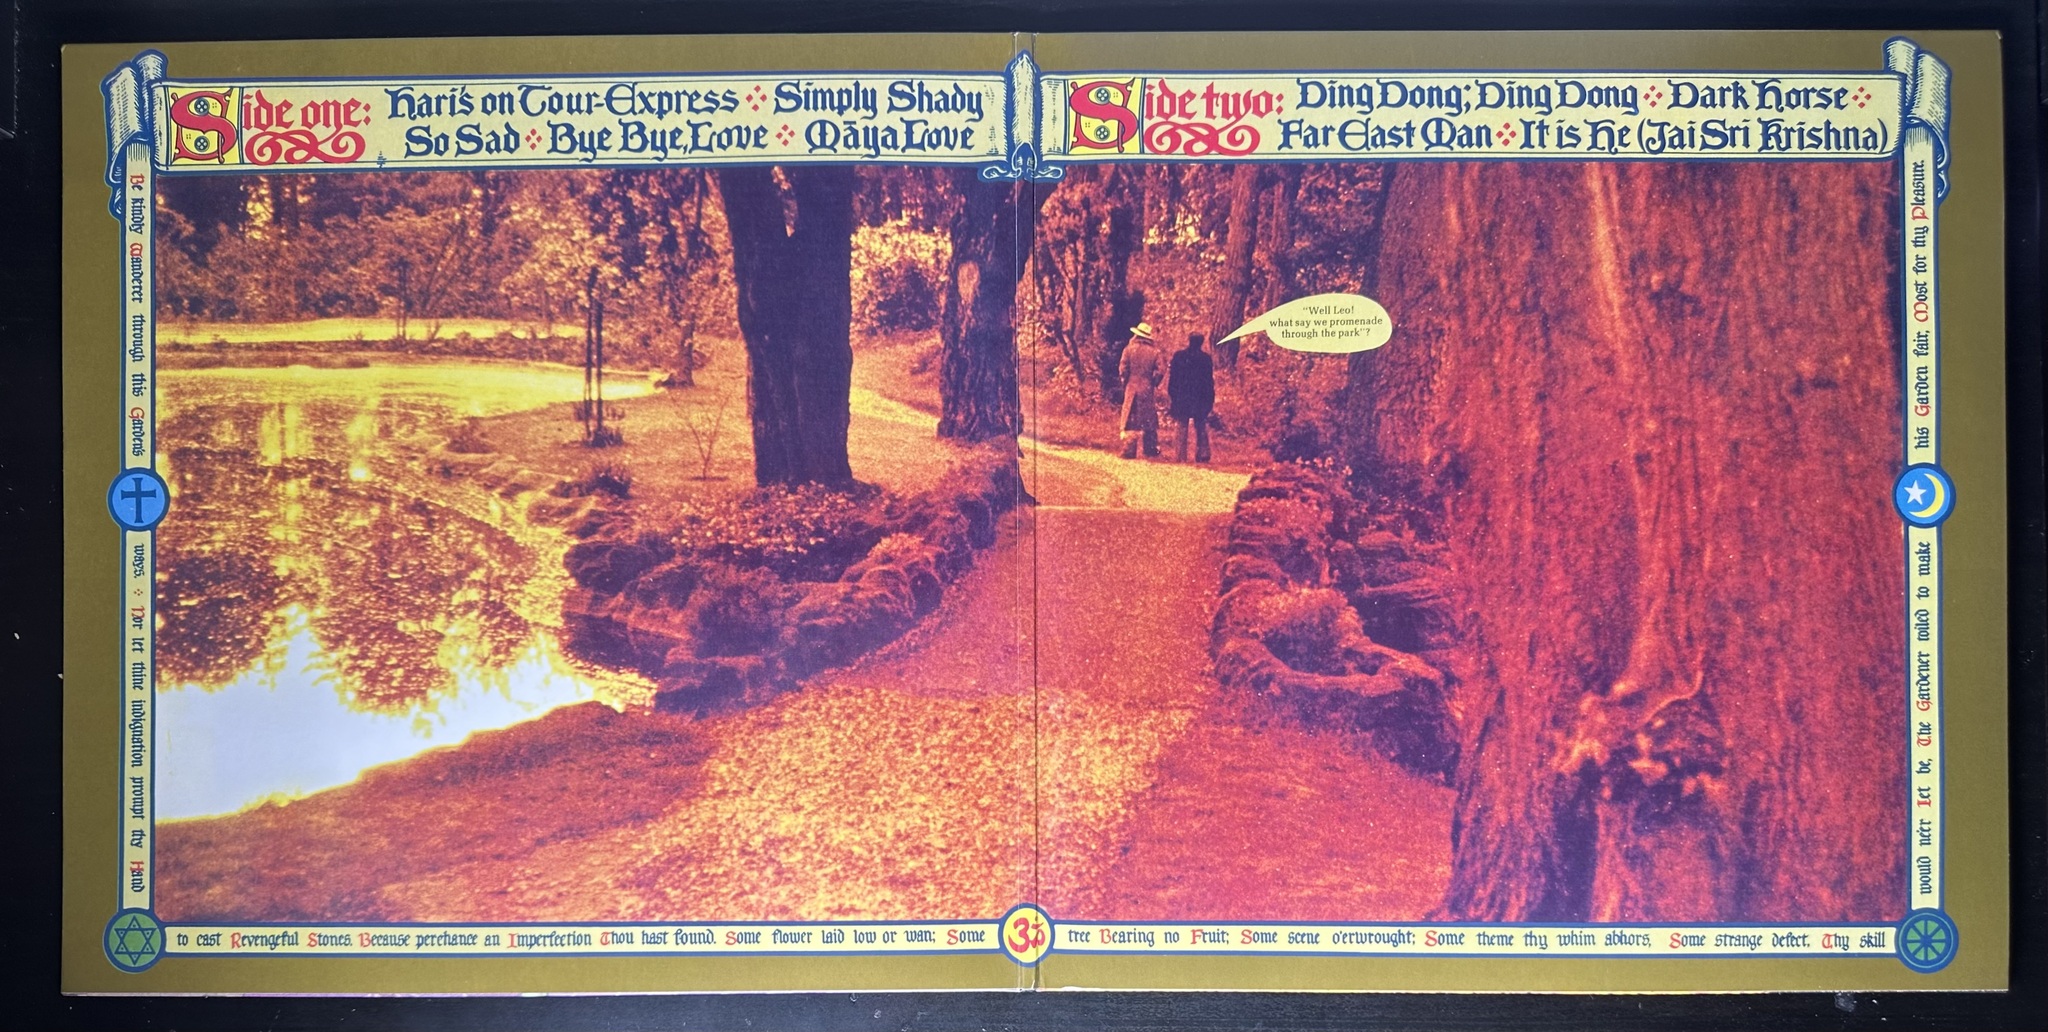 Side one: Hari's on Tour-Express ⁘ Simply Shady
So Sad ⁘ Bye Bye, Love ⁘ Māya Love
Side two: Ding Dong; Ding Dong ⁘ Dark Horse ⁘
Far East Man ⁘ It is He (Jai Sri Krishna)
"Well Leo!
what say we promenade
through the park"?
Be kindly Wanderer through this Garden's
ways. ⁘ Nor let thine indignation prompt thy Hand
to cast Revengeful Stones. Because perchance an Imperfection Thou hast found. Some flower laid low or wan; Some
ॐ
tree Bearing no Fruit; Some scene o'erwrought; Some theme thy whim abhors, Some strange defect, Thy skill
would ne'er Let be, The Gardener toiled to make
his Garden fair, Most for thy Pleasure.